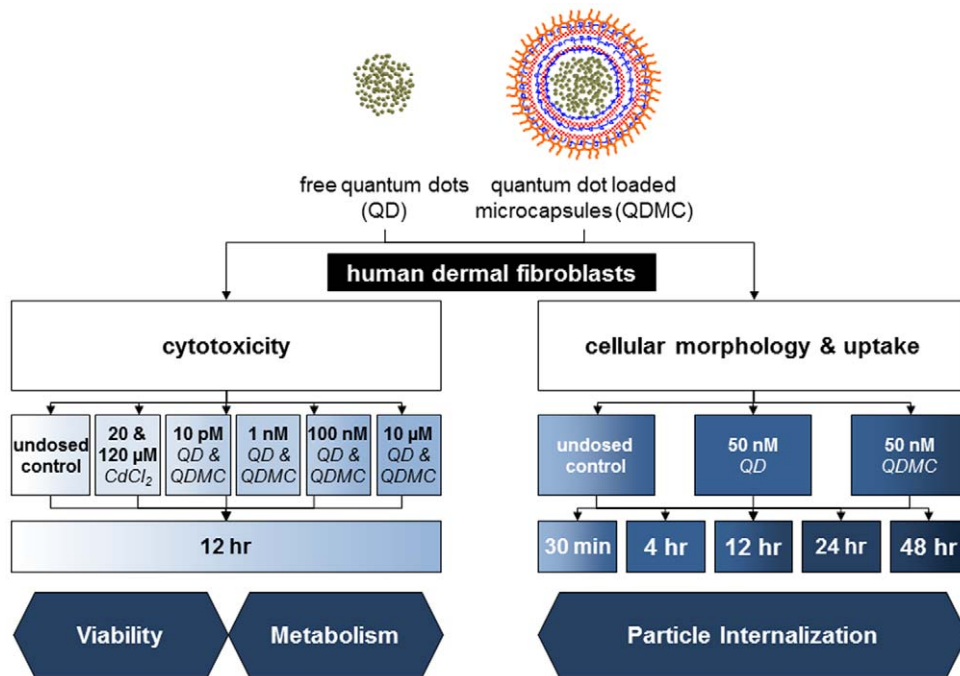 free quantum dots
(QD)
quantum dot loaded
microcapsules (QDMC)
human dermal fibroblasts
cytotoxicity
undosed
control
20 &
120 µM
CdCl₂
10 pM
QD &
QDMC
1 nM
QD &
QDMC
100 nM
QD &
QDMC
10 µM
QD &
QDMC
12 hr
Viability
Metabolism
cellular morphology & uptake
undosed
control
50 nM
QD
50 nM
QDMC
30 min
4 hr
12 hr
24 hr
48 hr
Particle Internalization